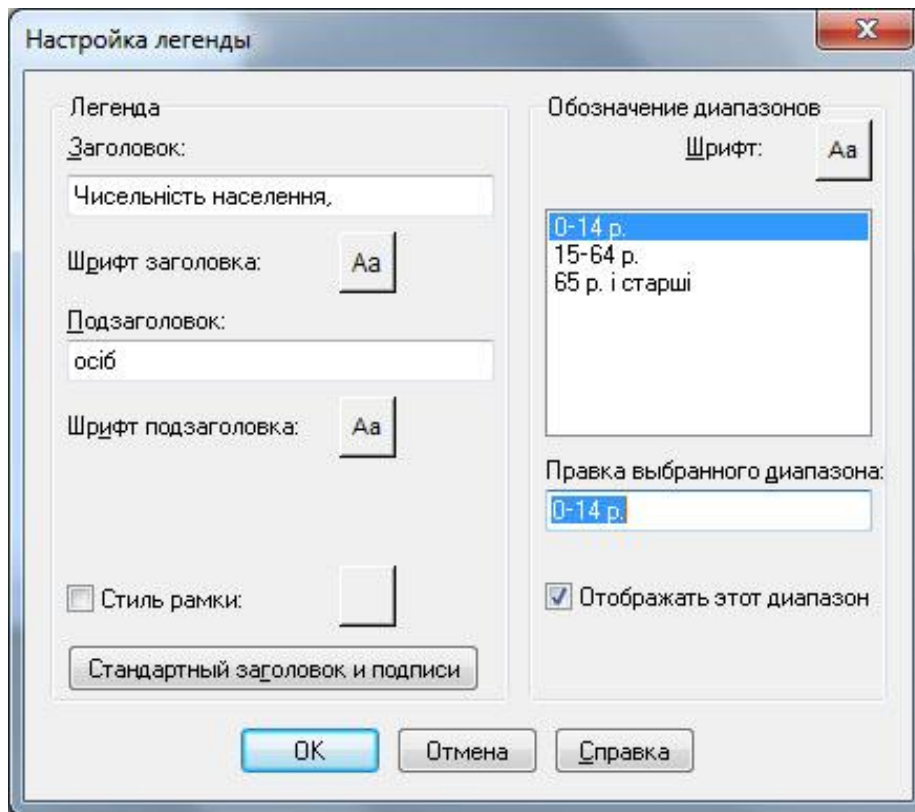 Настройка легенды
Легенда
Заголовок:
Чисельність населення,
Шрифт заголовка:
Aa
Подзаголовок:
осіб
Шрифт подзаголовка:
Aa
Стиль рамки:
Стандартный заголовок и подписи
Обозначение диапазонов
Шрифт:
Aa
0-14 р.
15-64 р.
65 р. і старші
Правка выбранного диапазона:
0-14 р.
Отображать этот диапазон
OK
Отмена
Справка